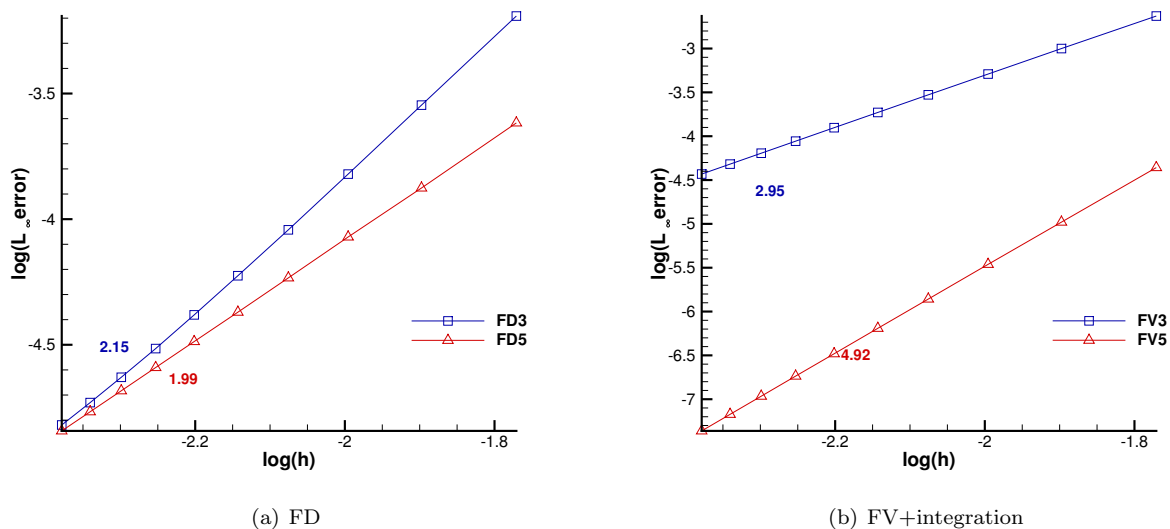 -3.5
-4
-4.5
log(L∞error)
2.15
1.99
FD3
FD5
-2.2
-2
-1.8
log(h)
(a) FD
-3
-3.5
-4
-4.5
-5
-5.5
-6
-6.5
-7
log(L∞error)
2.95
4.92
FV3
FV5
-2.2
-2
-1.8
log(h)
(b) FV+integration